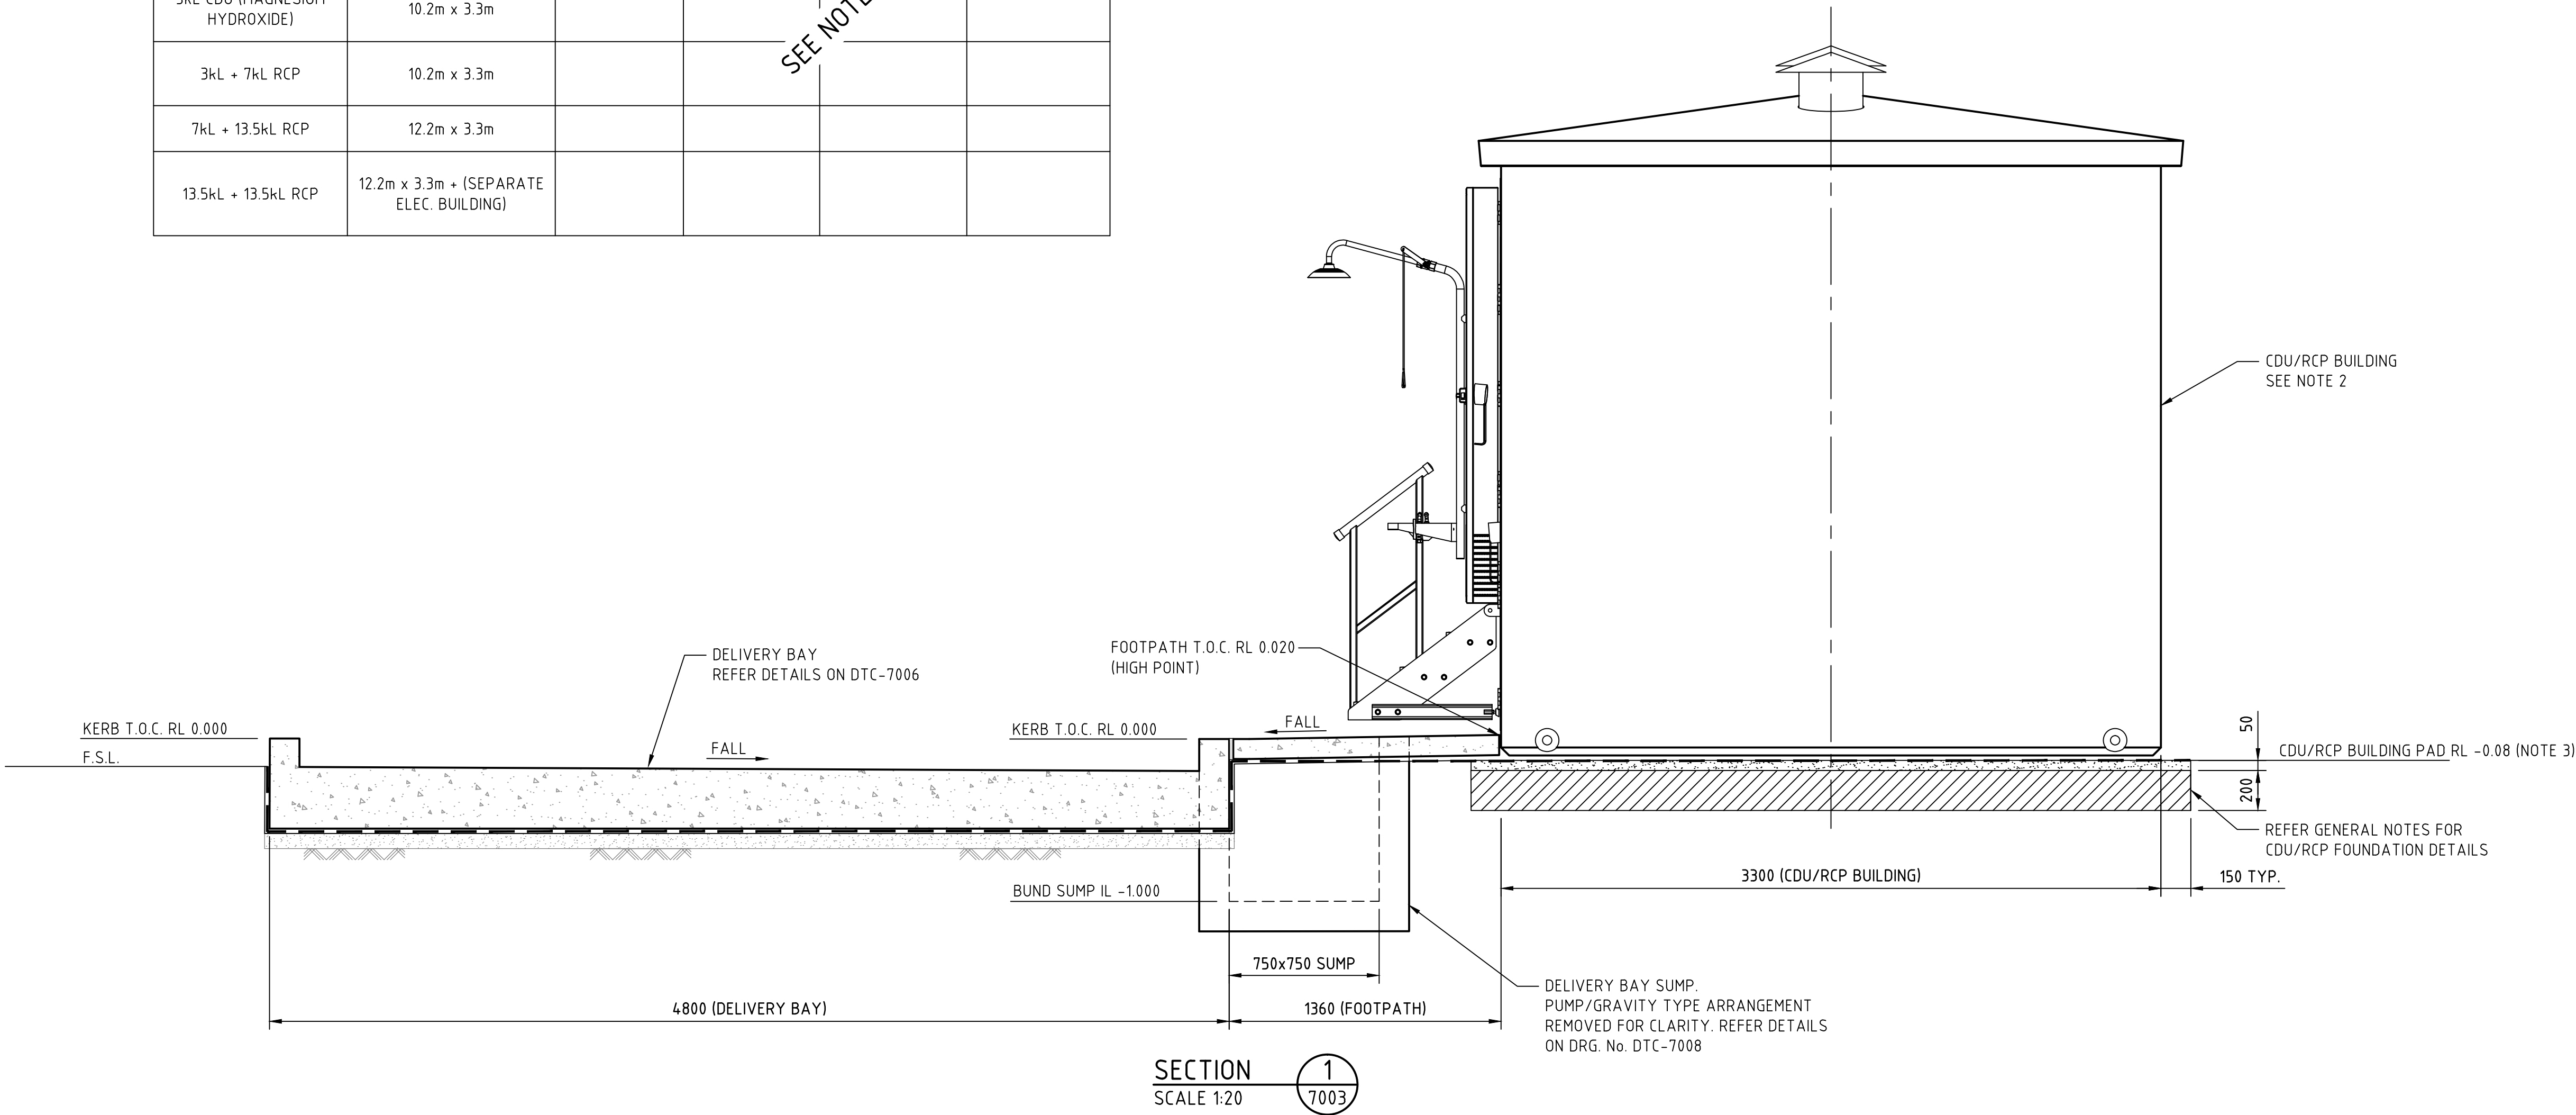 HYDROXIDE)
10.2m x 3.3m
SEE NOTE
3kL + 7kL RCP
10.2m x 3.3m
7kL + 13.5kL RCP
12.2m x 3.3m
13.5kL + 13.5kL RCP
12.2m x 3.3m + (SEPARATE
ELEC. BUILDING)
CDU/RCP BUILDING
SEE NOTE 2
DELIVERY BAY
REFER DETAILS ON DTC-7006
FOOTPATH T.O.C. RL 0.020
(HIGH POINT)
KERB T.O.C. RL 0.000
F.S.L.
FALL
KERB T.O.C. RL 0.000
FALL
50
CDU/RCP BUILDING PAD RL -0.08 (NOTE 3)
200
REFER GENERAL NOTES FOR
CDU/RCP FOUNDATION DETAILS
BUND SUMP IL -1.000
3300 (CDU/RCP BUILDING)
150 TYP.
750x750 SUMP
4800 (DELIVERY BAY)
1360 (FOOTPATH)
DELIVERY BAY SUMP.
PUMP/GRAVITY TYPE ARRANGEMENT
REMOVED FOR CLARITY. REFER DETAILS
ON DRG. No. DTC-7008
SECTION
SCALE 1:20
1
7003